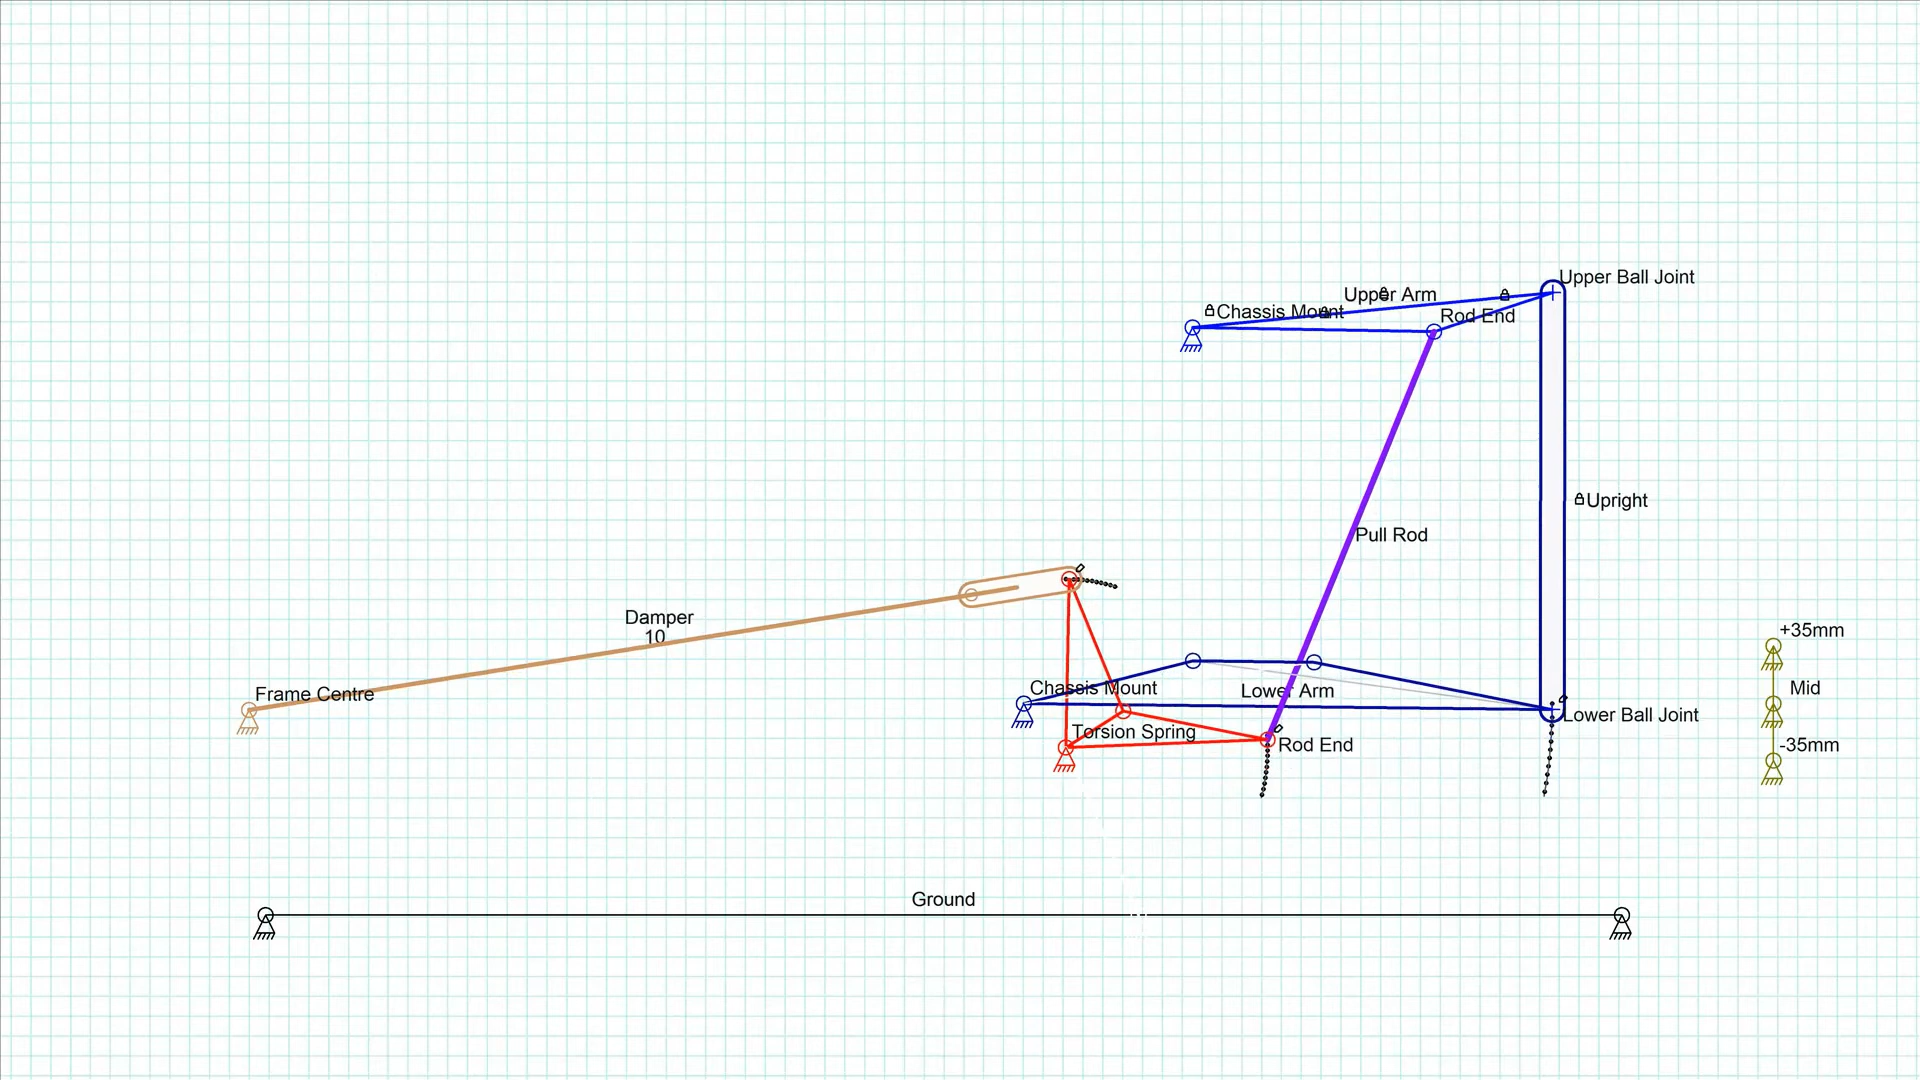 Upper Ball Joint
Upper Arm
Chassis Mount
Rod End
Upright
Pull Rod
Damper
10
+35mm
Frame Centre
Chassis Mount
Lower Arm
Mid
Lower Ball Joint
Torsion Spring
Rod End
-35mm
Ground